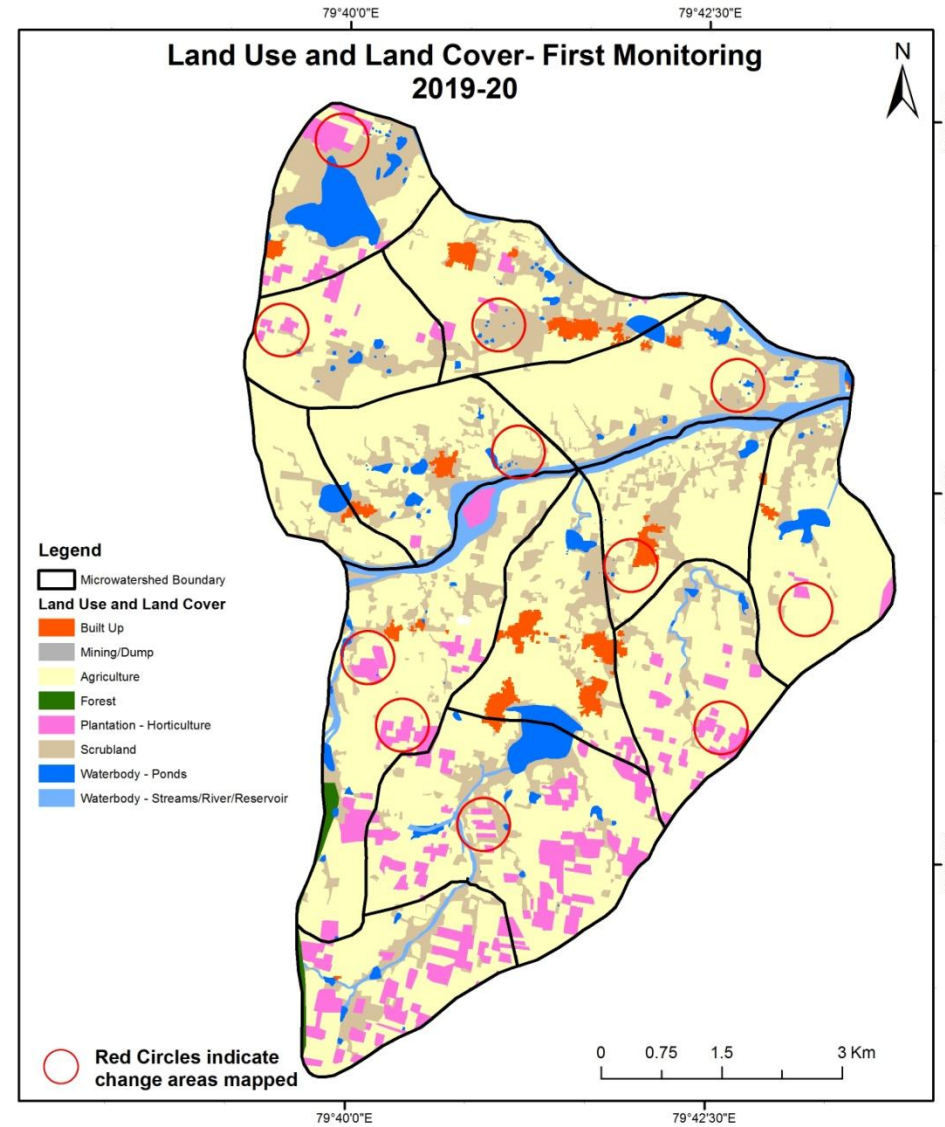 79°40'0"E
79°42'30"E
Land Use and Land Cover- First Monitoring
2019-20
N
Legend
Microwatershed Boundary
Land Use and Land Cover
Built Up
Mining/Dump
Agriculture
Forest
Plantation - Horticulture
Scrubland
Waterbody - Ponds
Waterbody - Streams/River/Reservoir
Red Circles indicate
change areas mapped
0 0.75 1.5 3 Km
79°40'0"E
79°42'30"E